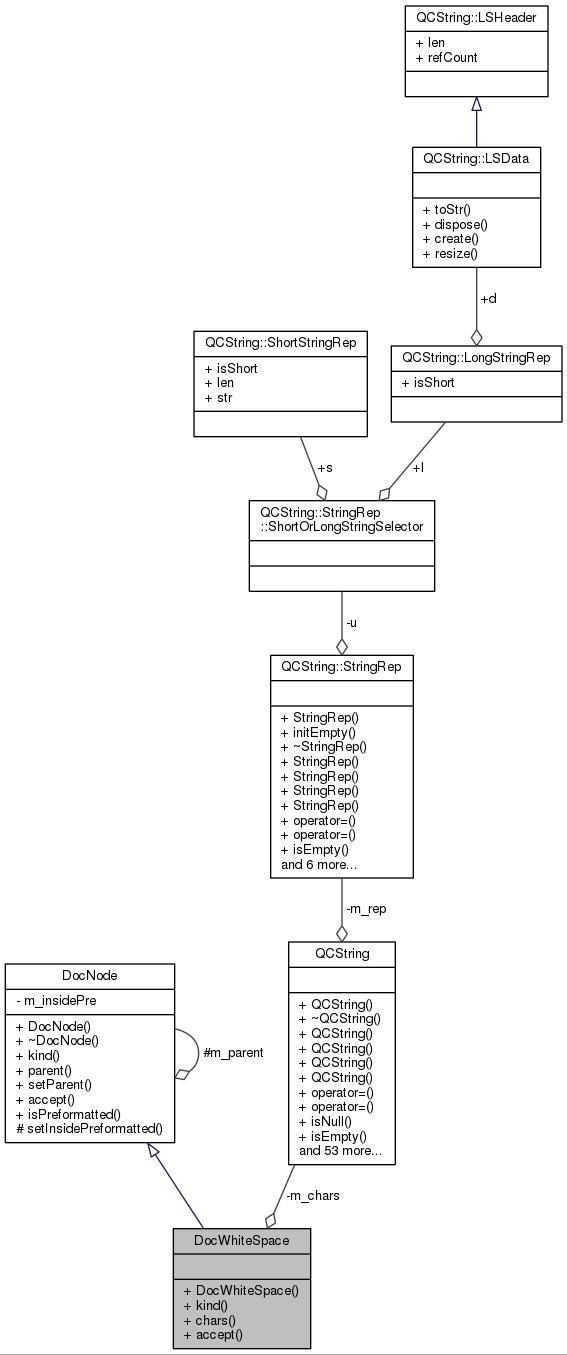 QCString::LSHeader
+ len
+ refCount
QCString::LSData
+ toStr()
+ dispose()
+ create()
+ resize()
+d
QCString::ShortStringRep
+ isShort
+ len
+ str
QCString::LongStringRep
+ isShort
+s
+l
QCString::StringRep
::ShortOrLongStringSelector
-u
QCString::StringRep
+ StringRep()
+ initEmpty()
+ ~StringRep()
+ StringRep()
+ StringRep()
+ StringRep()
+ StringRep()
+ operator=()
+ operator=()
+ isEmpty()
and 6 more...
-m_rep
QCString
+ QCString()
+ ~QCString()
+ QCString()
+ QCString()
+ QCString()
+ QCString()
+ operator=()
+ operator=()
+ isNull()
+ isEmpty()
and 53 more...
DocNode
- m_insidePre
+ DocNode()
+ ~DocNode()
+ kind()
+ parent()
+ setParent()
+ accept()
+ isPreformatted()
# setInsidePreformatted()
#m_parent
-m_chars
DocWhiteSpace
+ DocWhiteSpace()
+ kind()
+ chars()
+ accept()